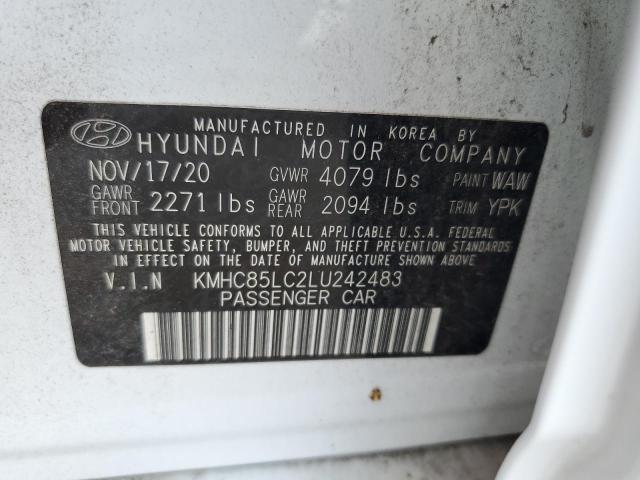 MANUFACTURED IN KOREA BY
HYUNDAI MOTOR COMPANY
NOV/17/20 GVWR 4079 lbs PAINT WAW
GAWR FRONT 2271 lbs GAWR REAR 2094 lbs TRIM YPK
THIS VEHICLE CONFORMS TO ALL APPLICABLE U.S.A. FEDERAL
MOTOR VEHICLE SAFETY, BUMPER, AND THEFT PREVENTION STANDARDS
IN EFFECT ON THE DATE OF MANUFACTURE SHOWN ABOVE.
V.I.N KMHC85LC2LU242483
PASSENGER CAR